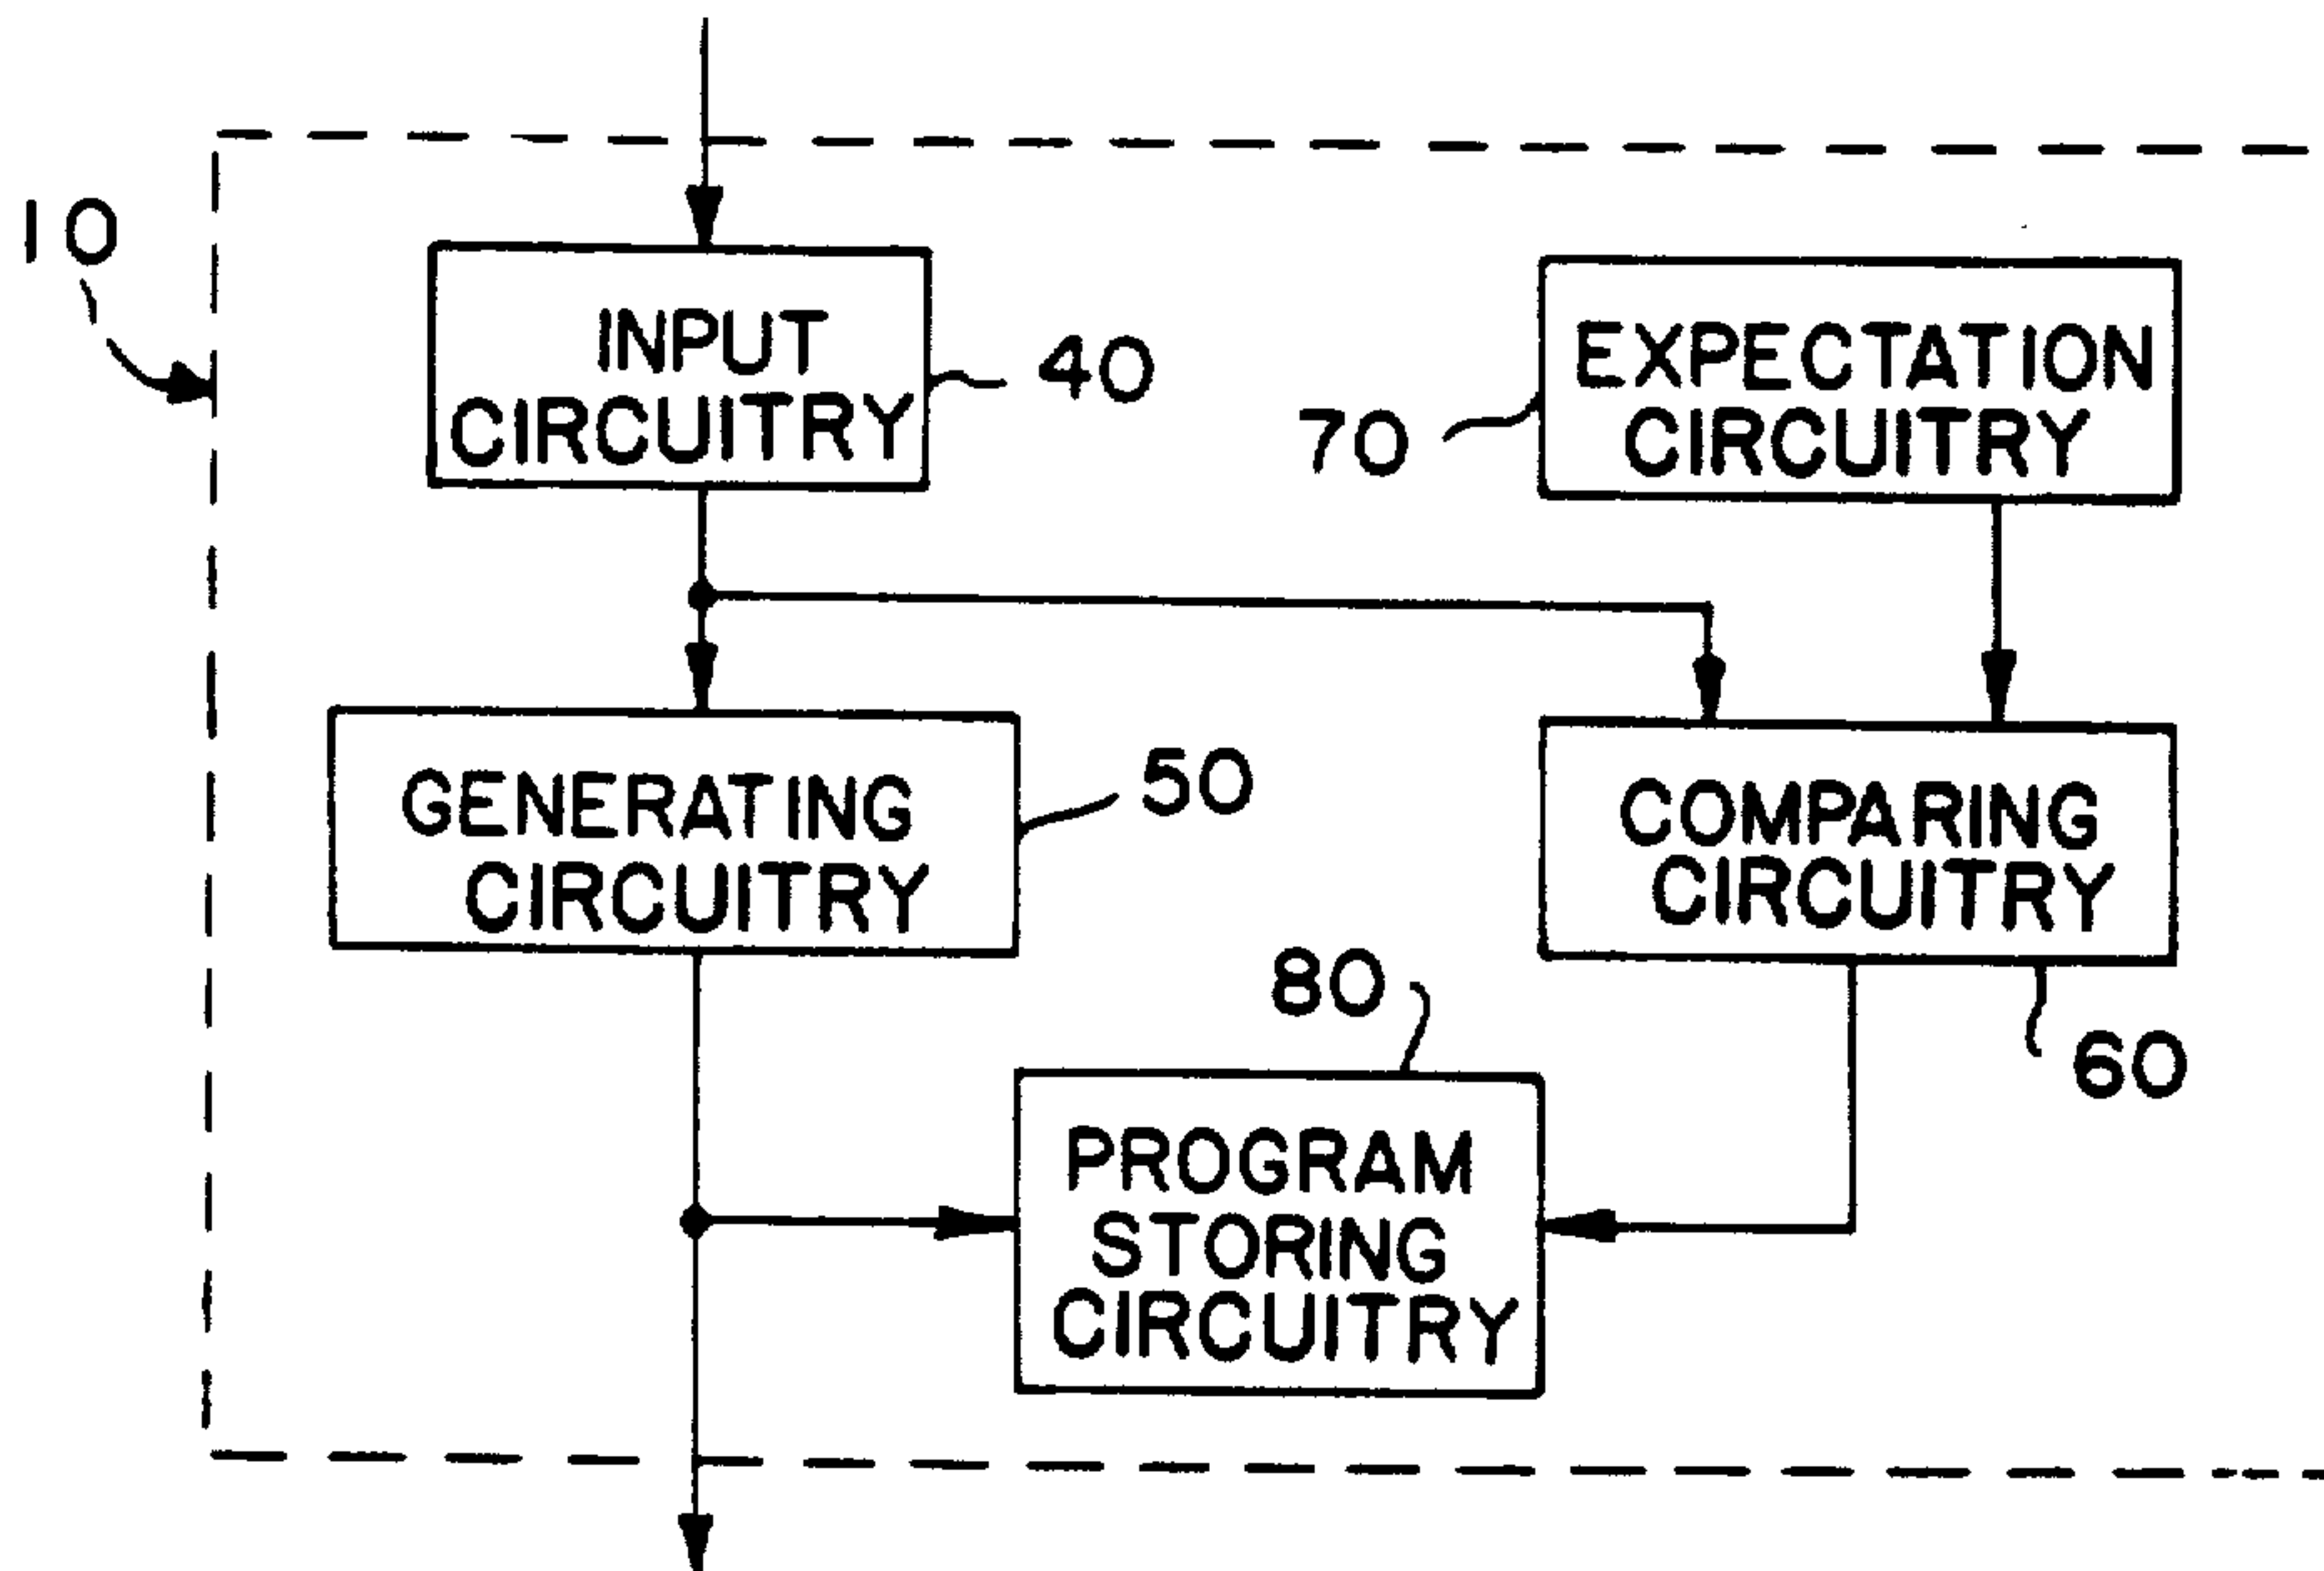 10
INPUT
CIRCUITRY
40
EXPECTATION
CIRCUITRY
70
GENERATING
CIRCUITRY
50
COMPARING
CIRCUITRY
60
80
PROGRAM
STORING
CIRCUITRY